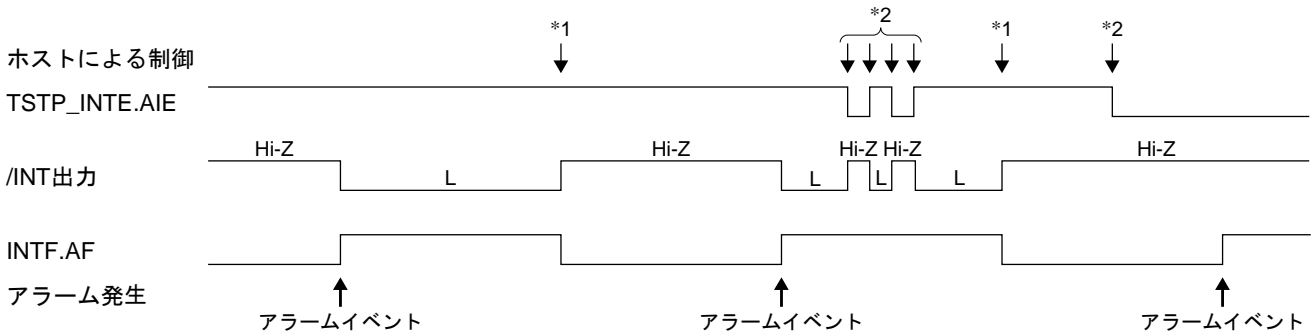 *1 *2 *1 *2
ホストによる制御
TSTP_INTE.AIE
Hi-Z Hi-Z Hi-Z Hi-Z Hi-Z
/INT出力
L L L L
INTF.AF
アラーム発生
アラームイベント アラームイベント アラームイベント